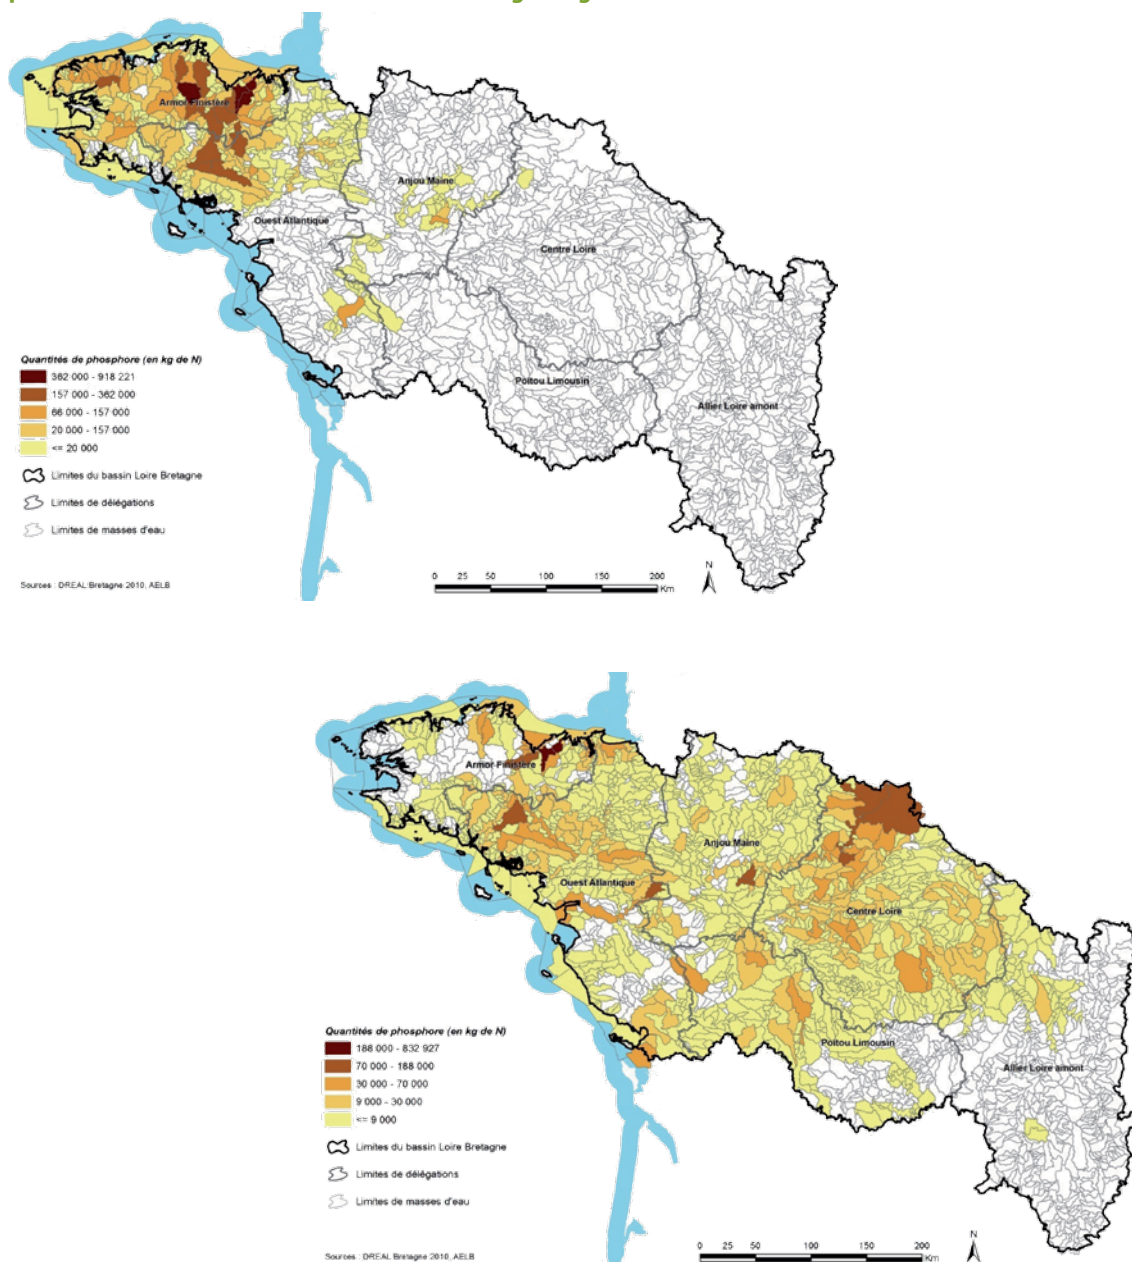 Armor Finistère
Anjou Maine
Ouest Atlantique
Centre Loire
Poitou Limousin
Allier Loire amont
Quantités de phosphore (en kg de N)
362 000 - 918 221
157 000 - 362 000
66 000 - 157 000
20 000 - 157 000
<= 20 000
Limites du bassin Loire Bretagne
Limites de délégations
Limites de masses d'eau
Sources : DREAL Bretagne 2010, AELB
0 25 50 100 150 200
Km
N
Armor Finistère
Anjou Maine
Ouest Atlantique
Centre Loire
Poitou Limousin
Allier Loire amont
Quantités de phosphore (en kg de N)
188 000 - 832 927
70 000 - 188 000
30 000 - 70 000
9 000 - 30 000
<= 9 000
Limites du bassin Loire Bretagne
Limites de délégations
Limites de masses d'eau
Sources : DREAL Bretagne 2010, AELB
0 25 50 100 150 200
Km
N